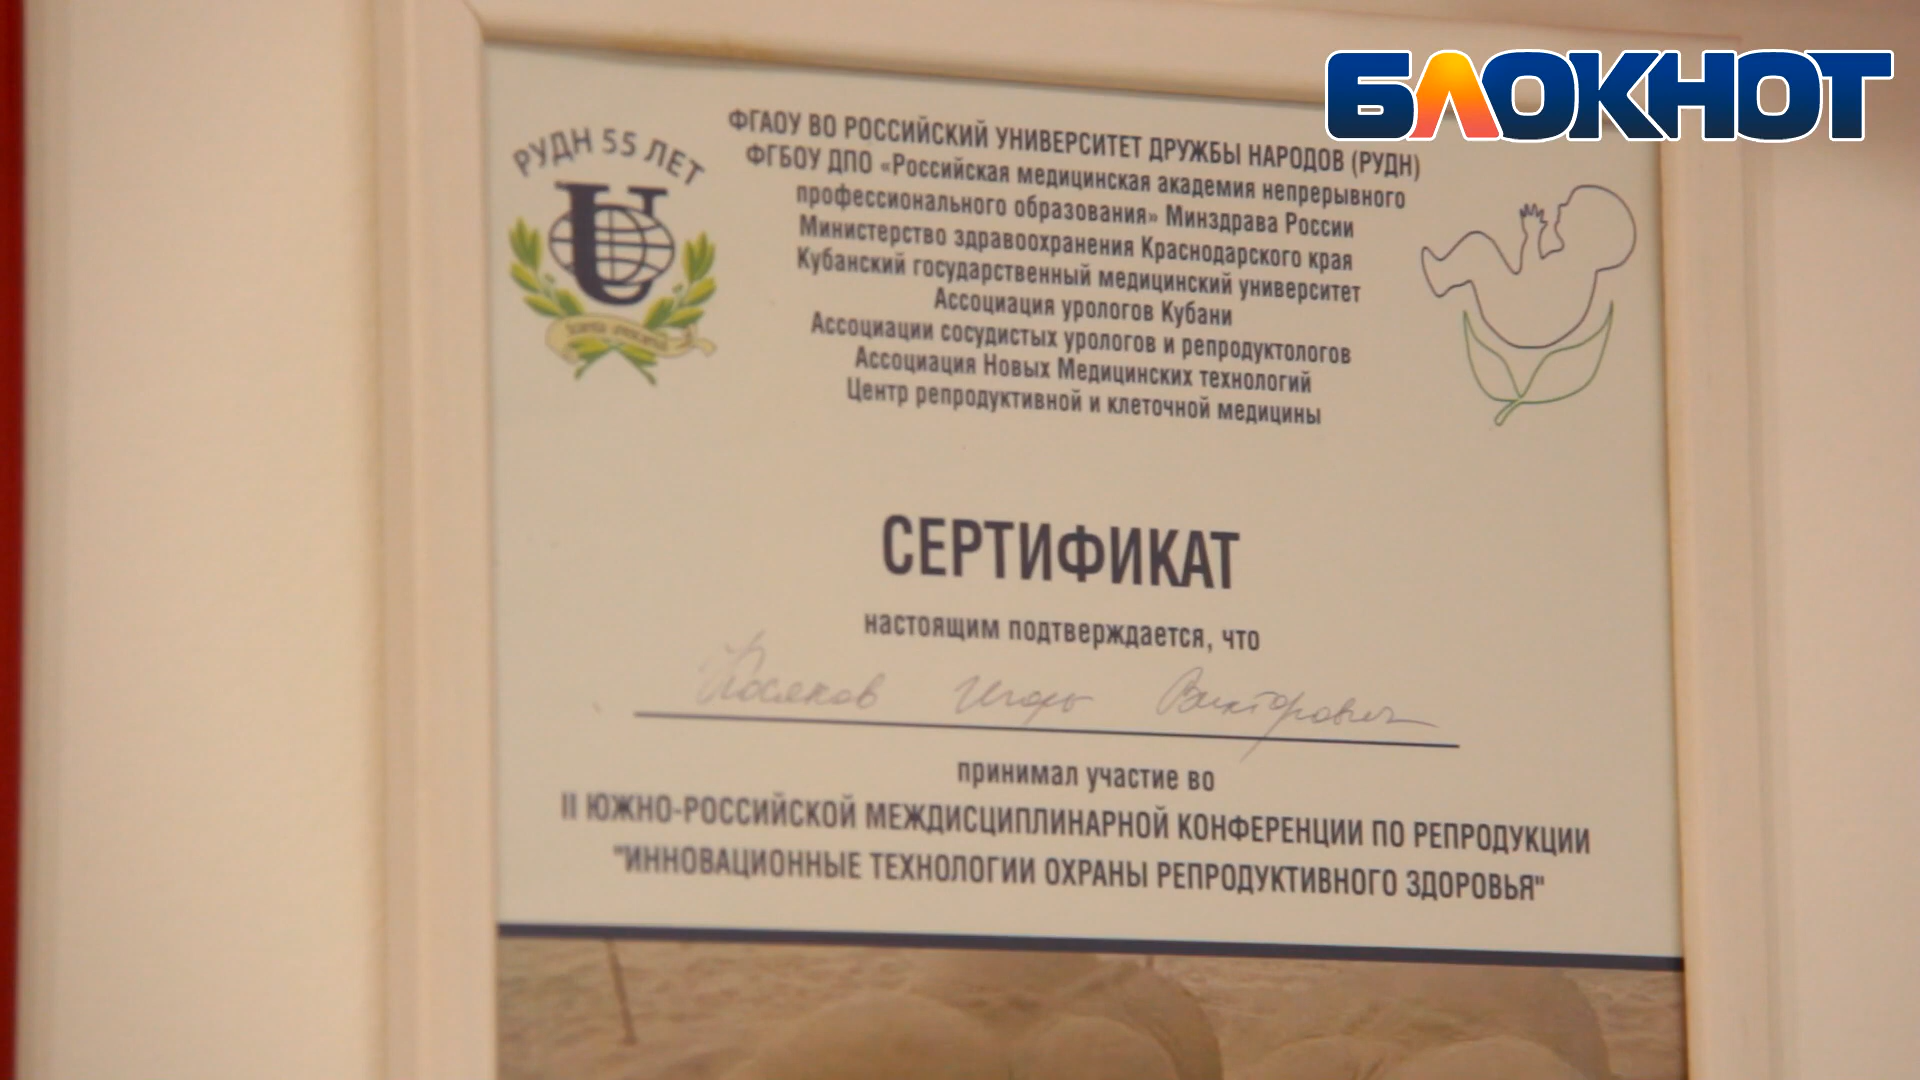 БЛОКНОТ
РУДН 55 ЛЕТ
ФГАОУ ВО РОССИЙСКИЙ УНИВЕРСИТЕТ ДРУЖБЫ НАРОДОВ (РУДН)
ФГБОУ ДПО «Российская медицинская академия непрерывного
профессионального образования» Минздрава России
Министерство здравоохранения Краснодарского края
Кубанский государственный медицинский университет
Ассоциация урологов Кубани
Ассоциации сосудистых урологов и репродуктологов
Ассоциация Новых Медицинских технологий
Центр репродуктивной и клеточной медицины
СЕРТИФИКАТ
настоящим подтверждается, что
Косяков Игорь Викторович
принимал участие во
II ЮЖНО-РОССИЙСКОЙ МЕЖДИСЦИПЛИНАРНОЙ КОНФЕРЕНЦИИ ПО РЕПРОДУКЦИИ
"ИННОВАЦИОННЫЕ ТЕХНОЛОГИИ ОХРАНЫ РЕПРОДУКТИВНОГО ЗДОРОВЬЯ"